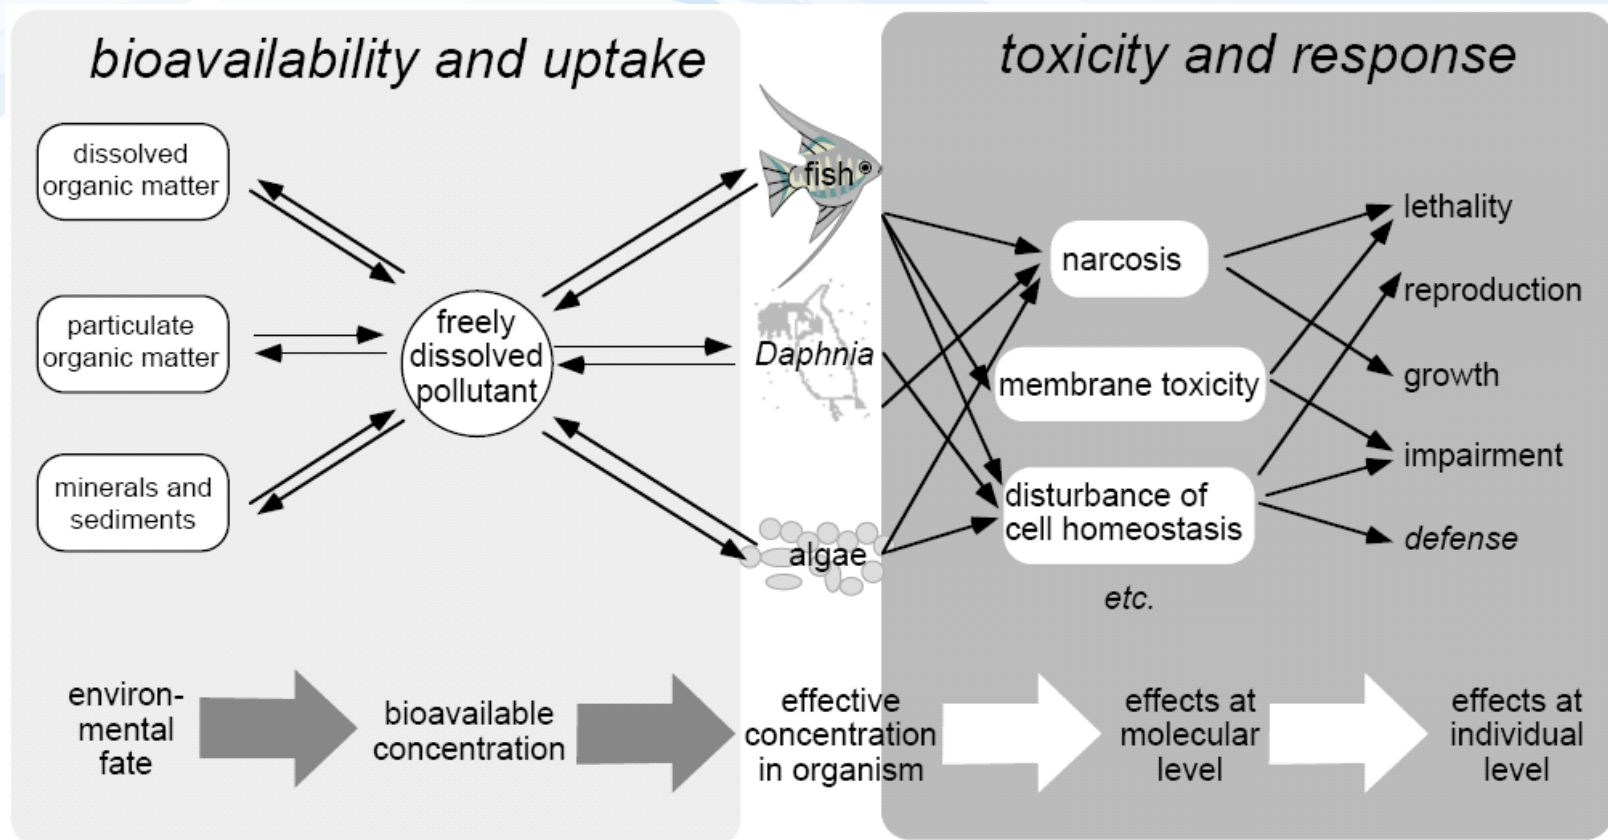 bioavailability and uptake
toxicity and response
dissolved
organic matter
particulate
organic matter
minerals and
sediments
freely
dissolved
pollutant
fish
Daphnia
algae
narcosis
membrane toxicity
disturbance of
cell homeostasis
etc.
lethality
reproduction
growth
impairment
defense
environ-
mental
fate
bioavailable
concentration
effective
concentration
in organism
effects at
molecular
level
effects at
individual
level